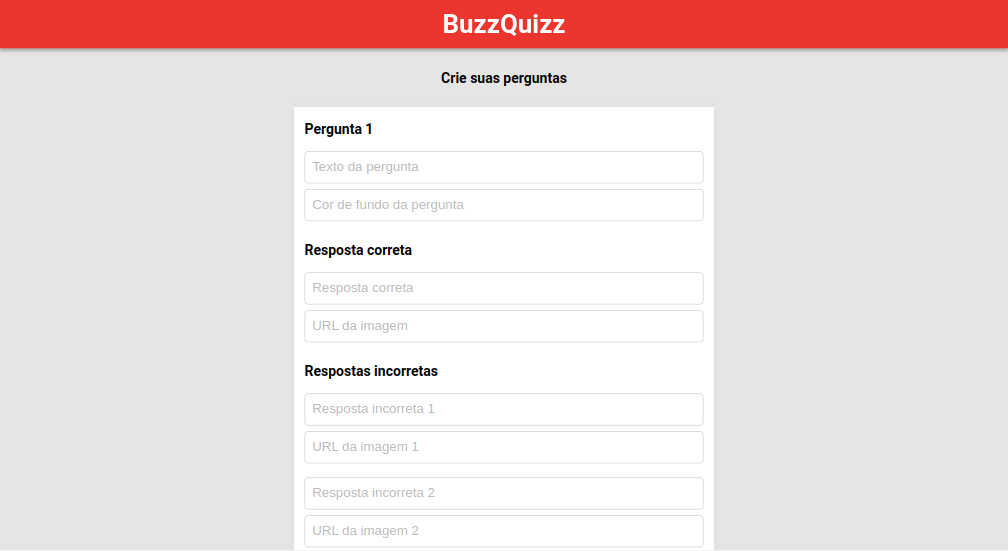 BuzzQuizz
Crie suas perguntas
Pergunta 1
Texto da pergunta
Cor de fundo da pergunta
Resposta correta
Resposta correta
URL da imagem
Respostas incorretas
Resposta incorreta 1
URL da imagem 1
Resposta incorreta 2
URL da imagem 2